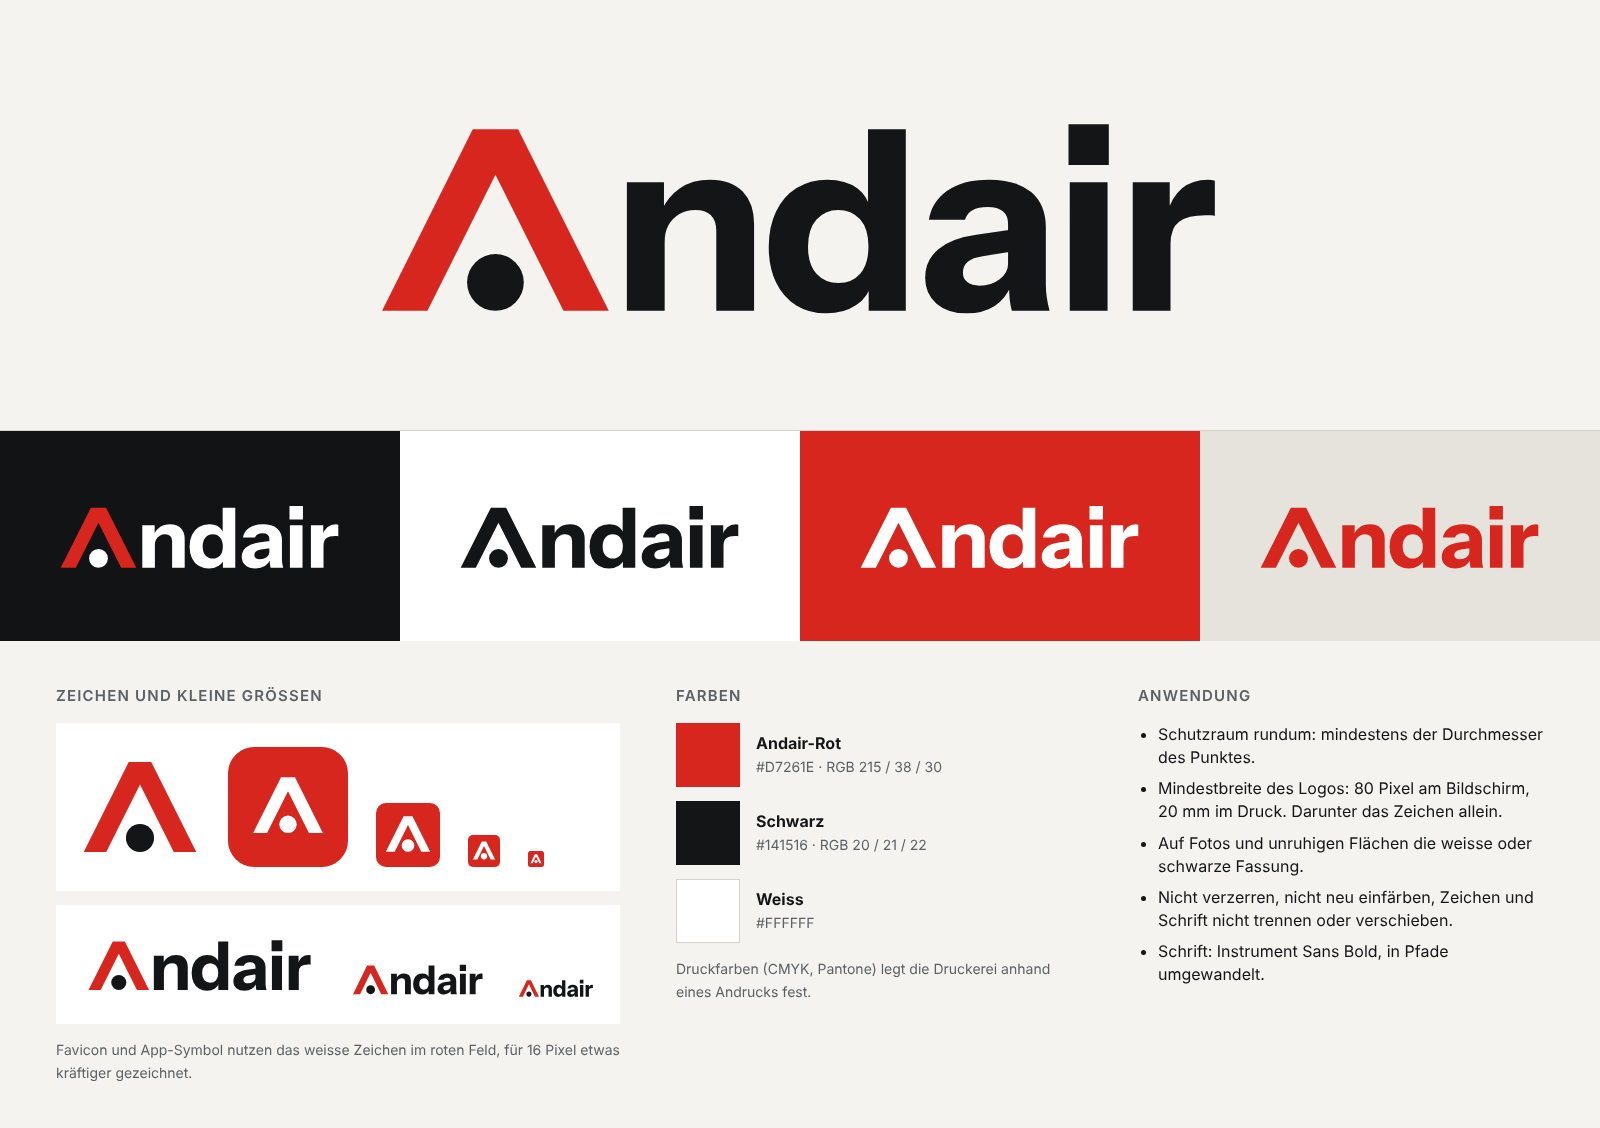 Andair
Andair
Andair
Andair
Andair
ZEICHEN UND KLEINE GRÖSSEN
Andair
Andair
Andair
Favicon und App-Symbol nutzen das weisse Zeichen im roten Feld, für 16 Pixel etwas
kräftiger gezeichnet.
FARBEN
Andair-Rot
#D7261E · RGB 215 / 38 / 30
Schwarz
#141516 · RGB 20 / 21 / 22
Weiss
#FFFFFF
Druckfarben (CMYK, Pantone) legt die Druckerei anhand
eines Andrucks fest.
ANWENDUNG
• Schutzraum rundum: mindestens der Durchmesser
des Punktes.
• Mindestbreite des Logos: 80 Pixel am Bildschirm,
20 mm im Druck. Darunter das Zeichen allein.
• Auf Fotos und unruhigen Flächen die weisse oder
schwarze Fassung.
• Nicht verzerren, nicht neu einfärben, Zeichen und
Schrift nicht trennen oder verschieben.
• Schrift: Instrument Sans Bold, in Pfade
umgewandelt.